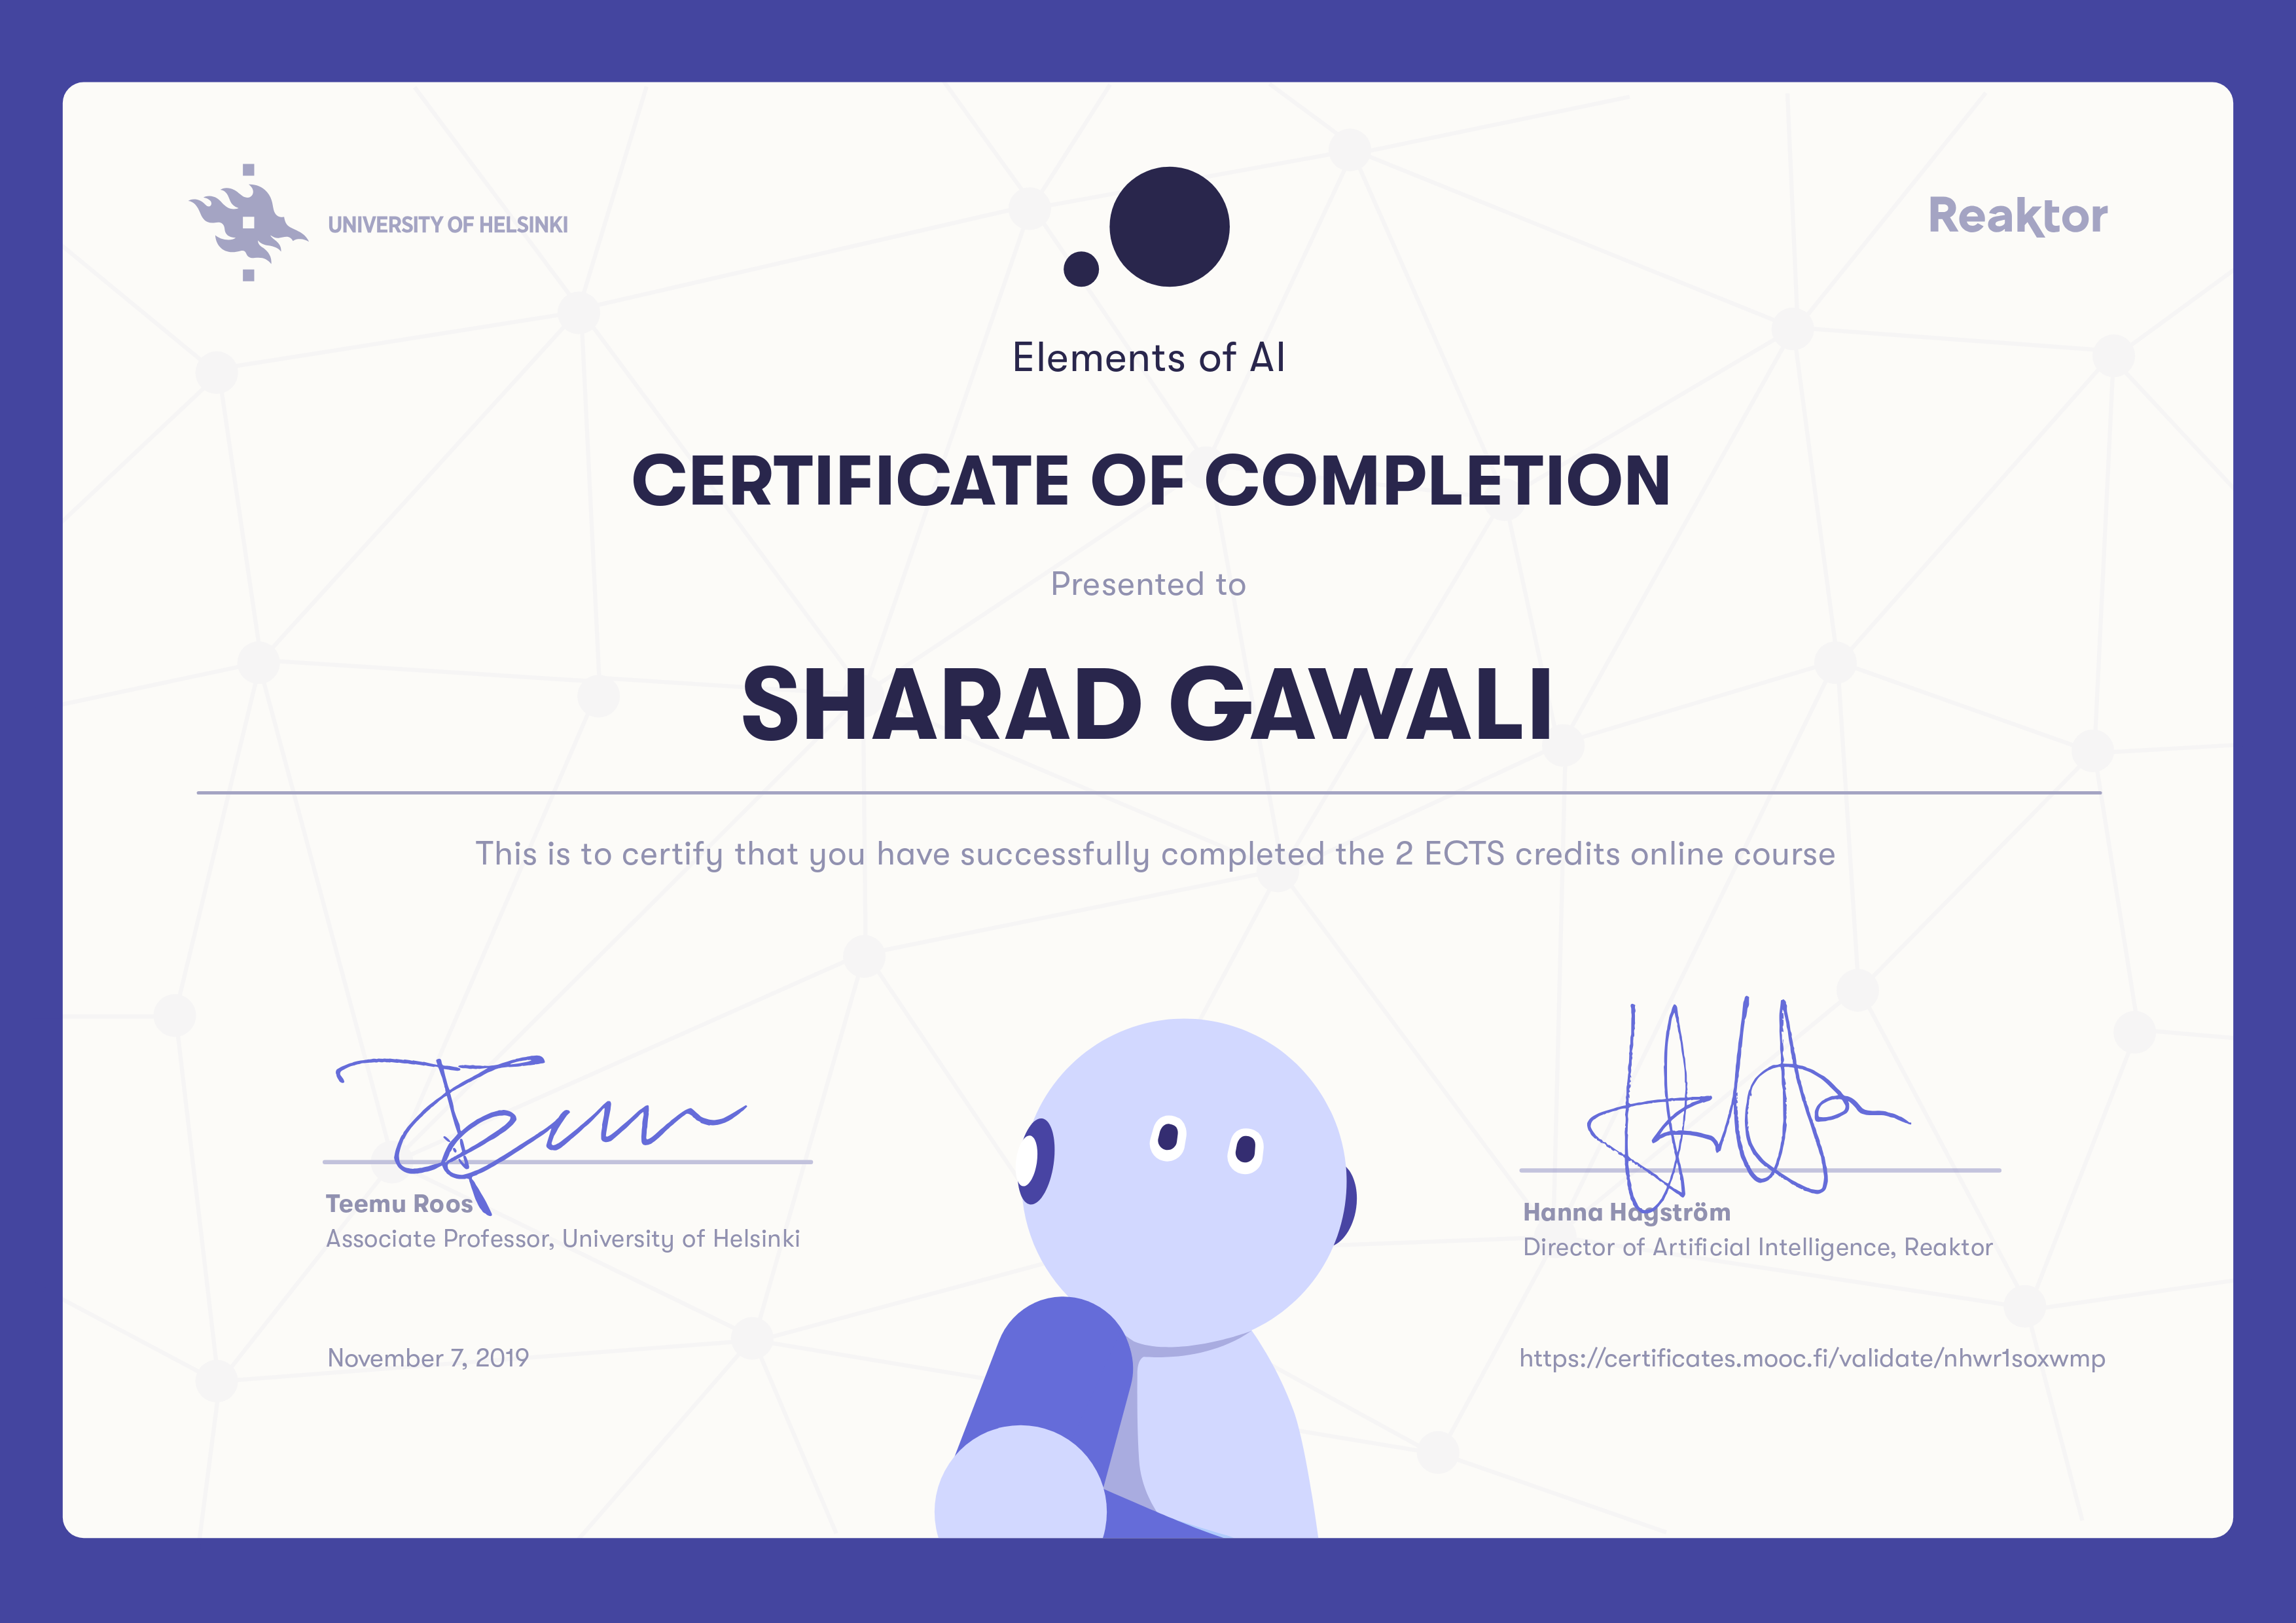 UNIVERSITY OF HELSINKI
Reaktor
Elements of AI
CERTIFICATE OF COMPLETION
Presented to
SHARAD GAWALI
This is to certify that you have successfully completed the 2 ECTS credits online course
Teemu Roos
Associate Professor, University of Helsinki
Hanna Hagström
Director of Artificial Intelligence, Reaktor
November 7, 2019
https://certificates.mooc.fi/validate/nhwr1soxwmp